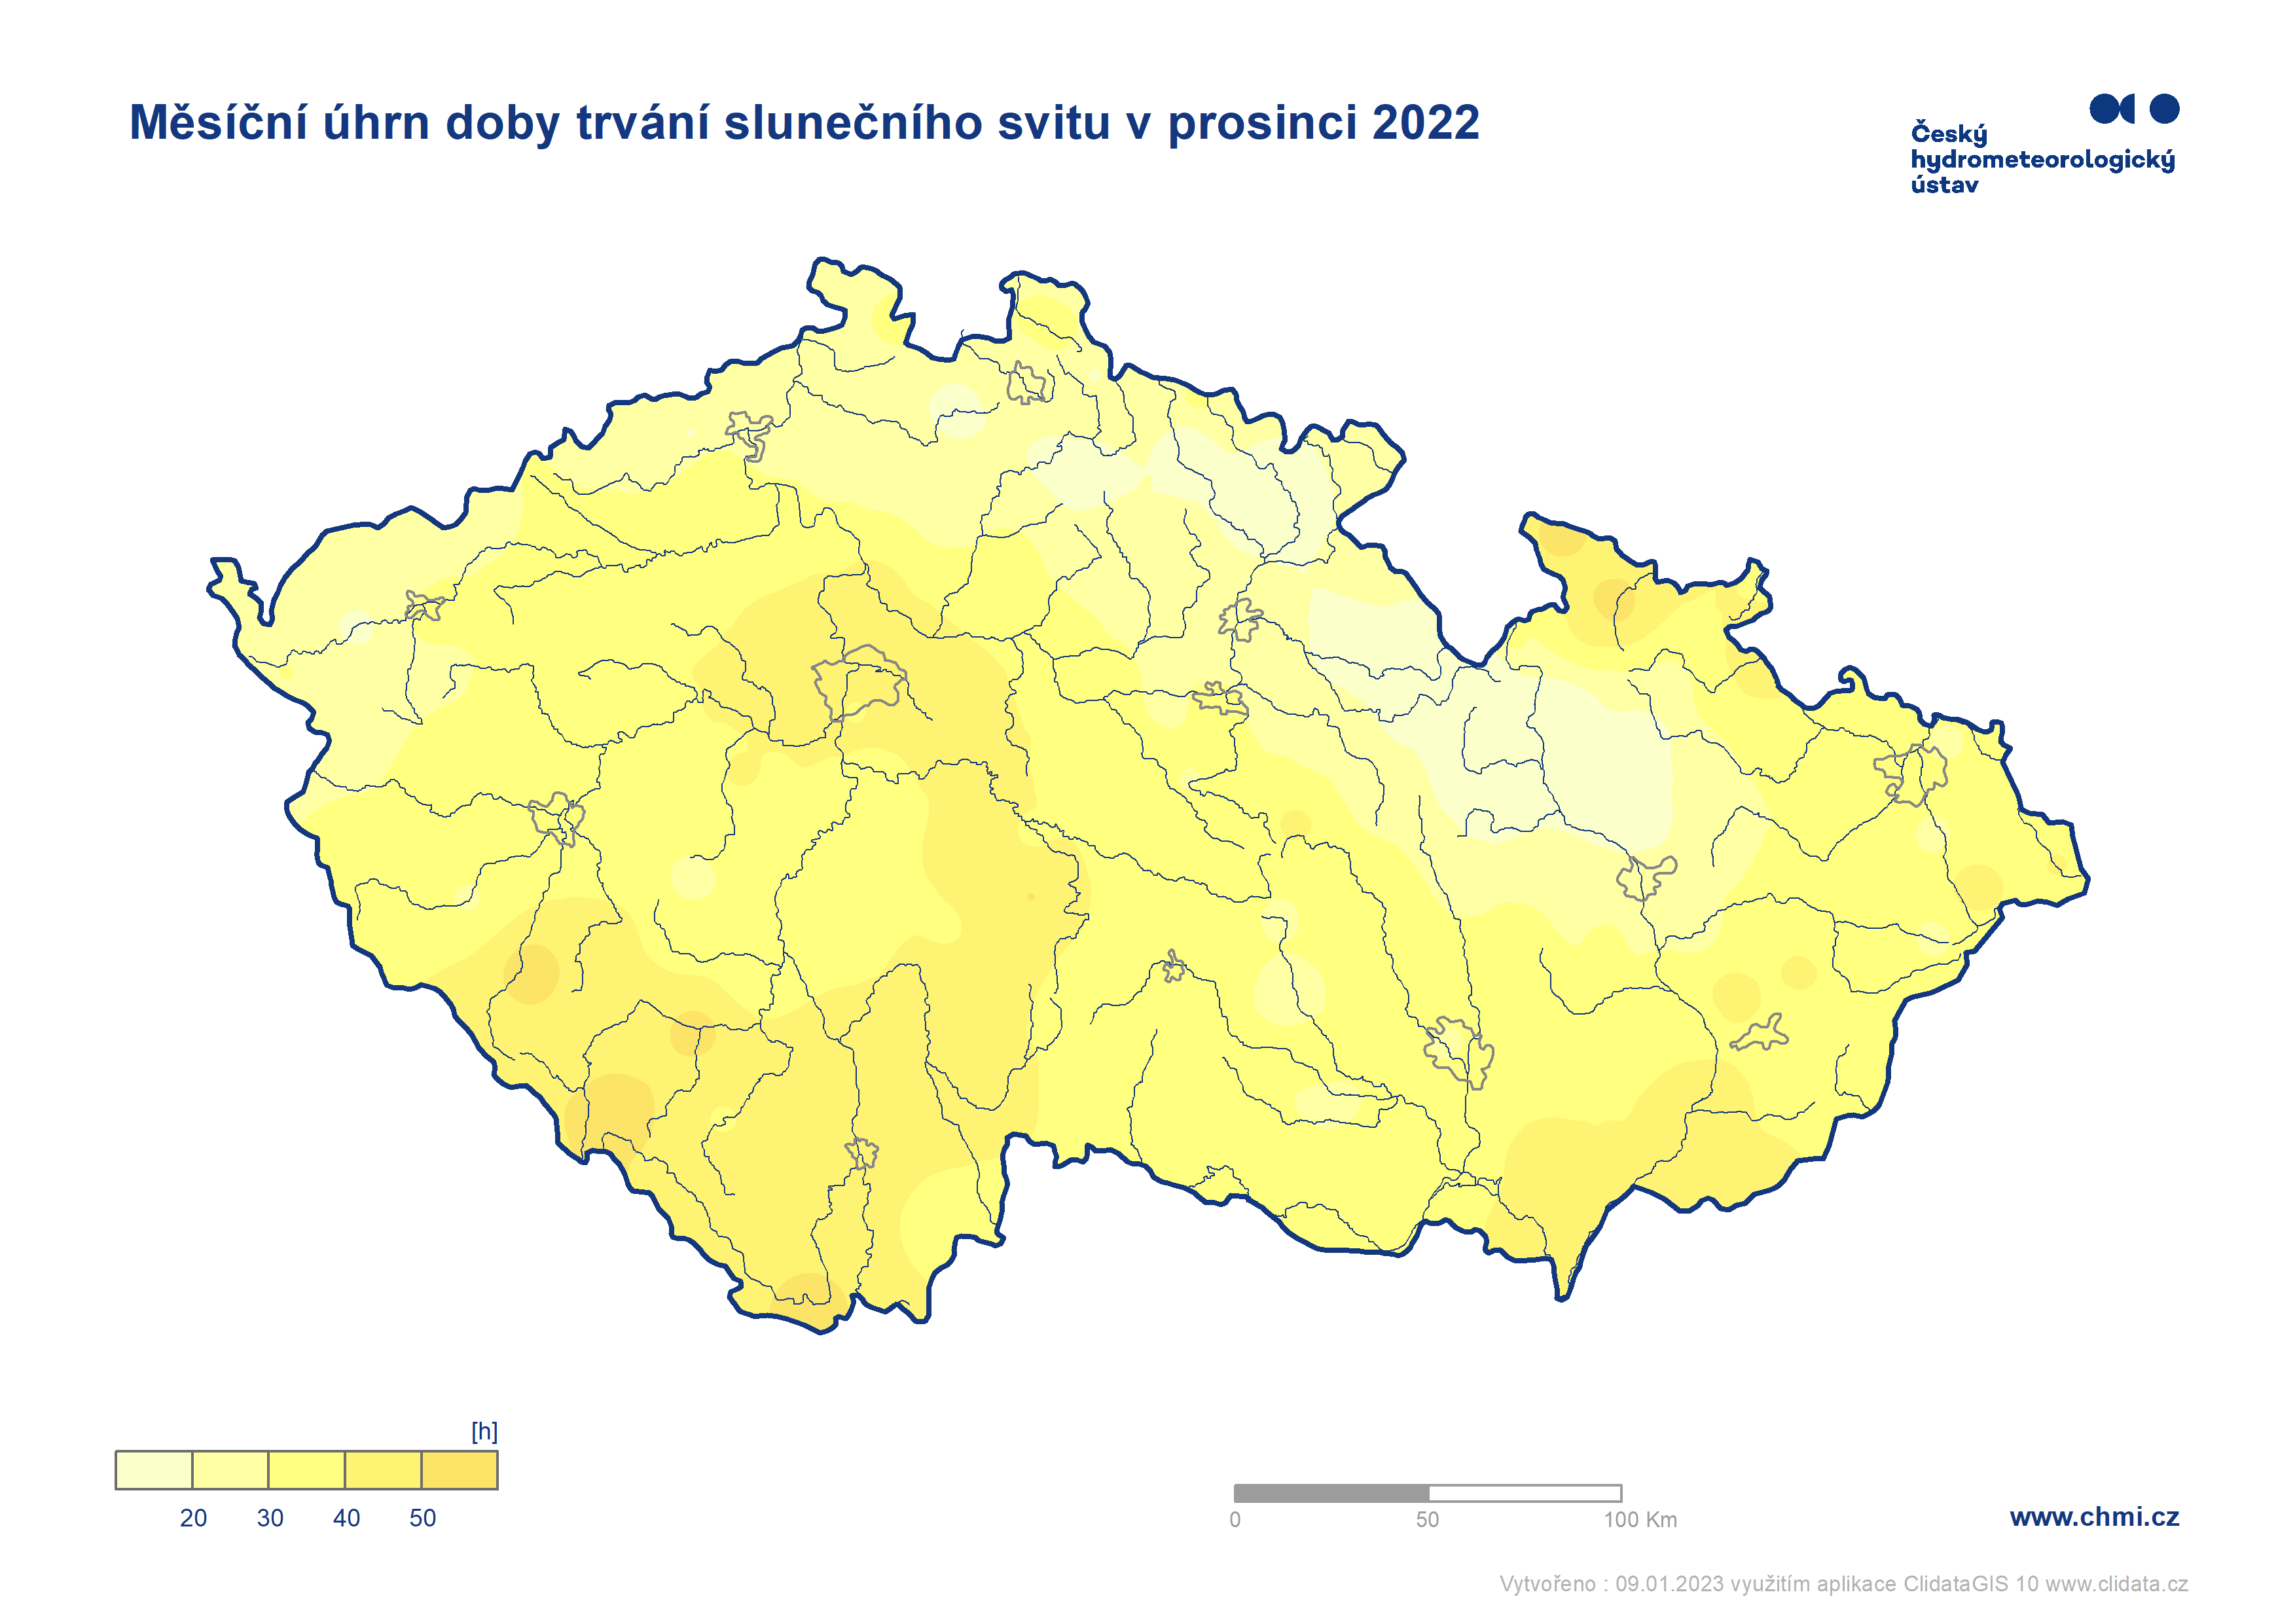 Měsíční úhrn doby trvání slunečního svitu v prosinci 2022
Český
hydrometeorologický
ústav
[h]
20 30 40 50
0 50 100 Km
www.chmi.cz
Vytvořeno : 09.01.2023 využitím aplikace ClidataGIS 10 www.clidata.cz